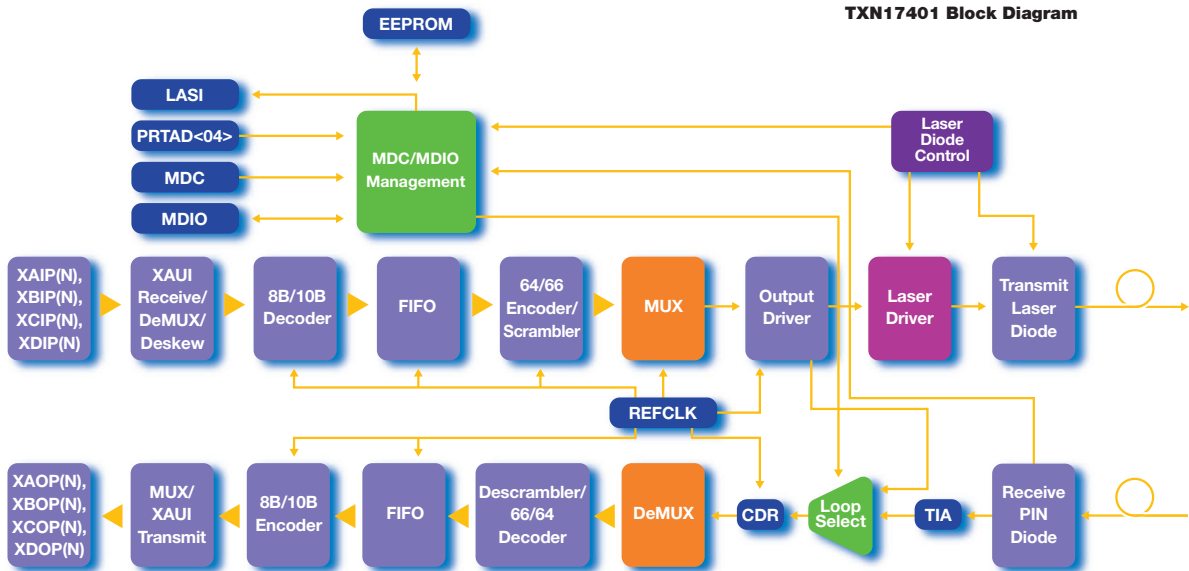 TXN17401 Block Diagram
EEPROM
LASI
PRTAD<04>
MDC
MDIO
MDC/MDIO
Management
Laser
Diode
Control
XAIP(N),
XBIP(N),
XCIP(N),
XDIP(N)
XAUI
Receive/
DeMUX/
Deskew
8B/10B
Decoder
FIFO
64/66
Encoder/
Scrambler
MUX
Output
Driver
Laser
Driver
Transmit
Laser
Diode
REFCLK
XAOP(N),
XBOP(N),
XCOP(N),
XDOP(N)
MUX/
XAUI
Transmit
8B/10B
Encoder
FIFO
Descrambler/
66/64
Decoder
DeMUX
CDR
Loop
Select
TIA
Receive
PIN
Diode